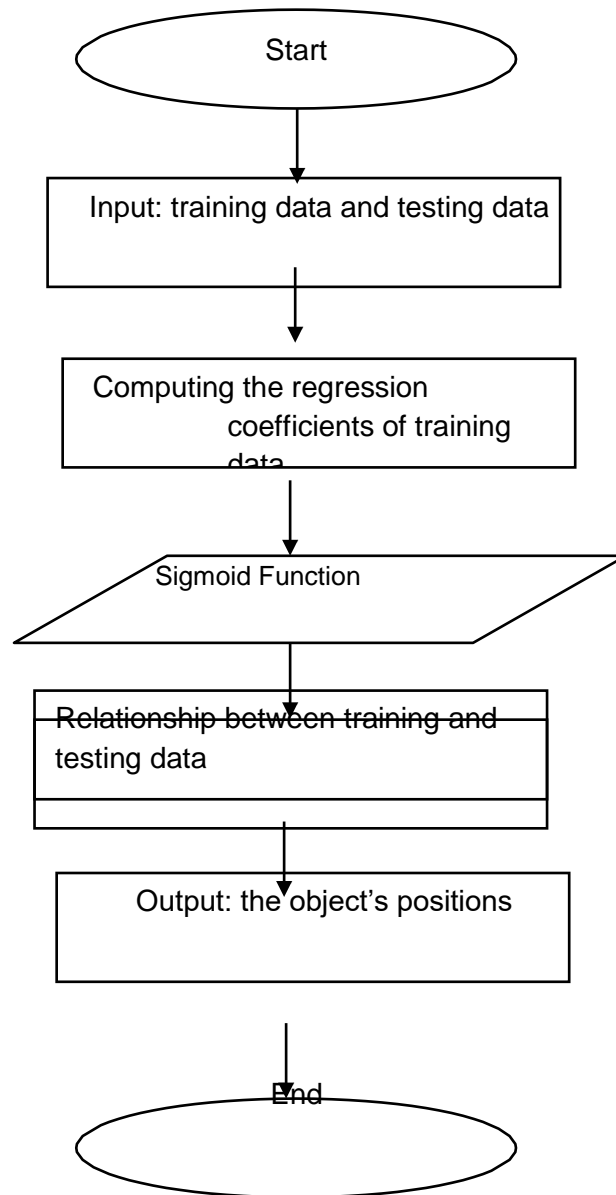 Start
Input: training data and testing data
Computing the regression
coefficients of training
data
Sigmoid Function
Relationship between training and
testing data
Output: the object's positions
End